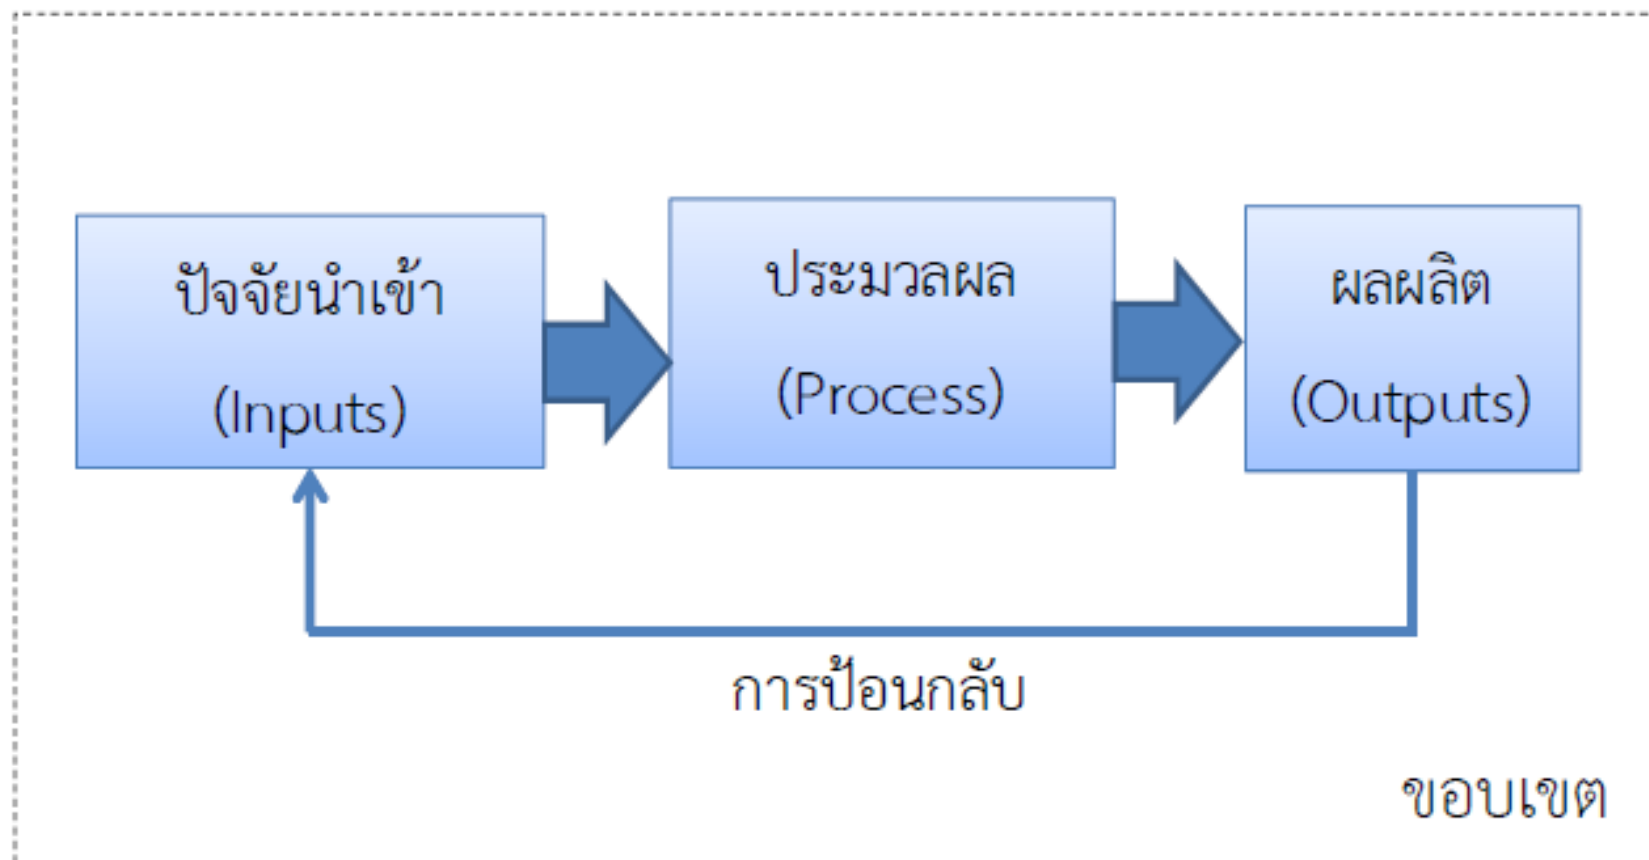 ปัจจัยนำเข้า
(Inputs)
ประมวลผล
(Process)
ผลผลิต
(Outputs)
การป้อนกลับ
ขอบเขต